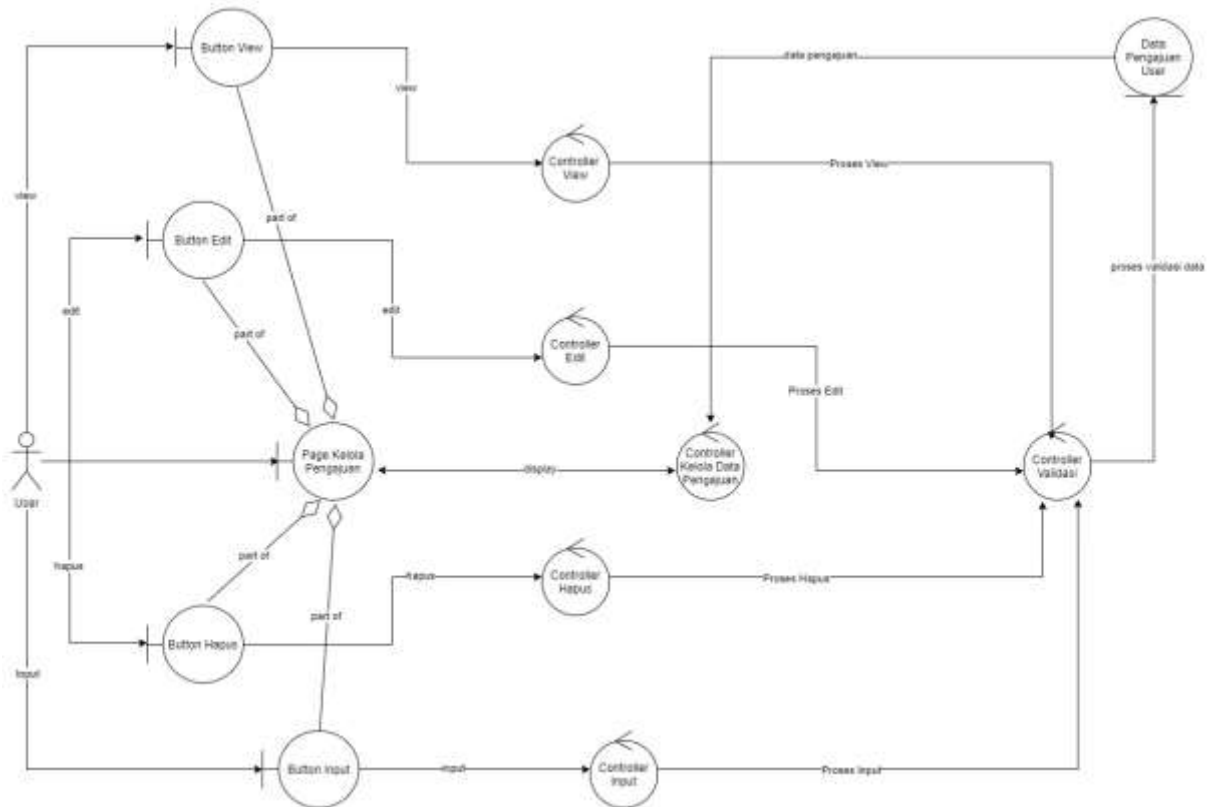 Button View
Data
Pengajuan
User
data pengajuan
view
Controller
View
Proses View
view
part of
Button Edit
proses validasi data
edit
edit
part of
Controller
Edit
Proses Edit
Page Kelola
Pengajuan
display
Controller
Kelola Data
Pengajuan
Controller
Validasi
User
part of
hapus
hapus
Controller
Hapus
Proses Hapus
part of
Button Hapus
Input
Button Input
input
Controller
Input
Proses Input